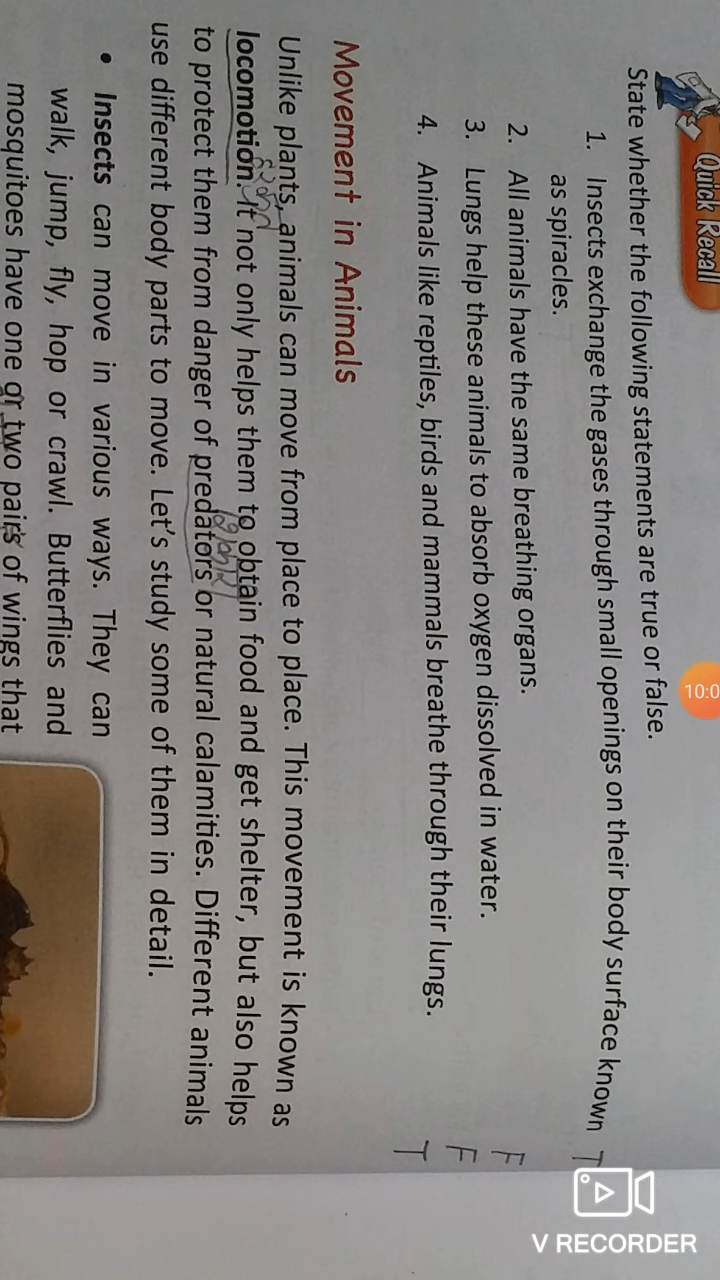 Quick Recall
State whether the following statements are true or false.
1. Insects exchange the gases through small openings on their body surface known T
as spiracles.
2. All animals have the same breathing organs. F
3. Lungs help these animals to absorb oxygen dissolved in water. F
4. Animals like reptiles, birds and mammals breathe through their lungs. T
Movement in Animals
Unlike plants, animals can move from place to place. This movement is known as
locomotion. It not only helps them to obtain food and get shelter, but also helps
to protect them from danger of predators or natural calamities. Different animals
use different body parts to move. Let's study some of them in detail.
• Insects can move in various ways. They can
walk, jump, fly, hop or crawl. Butterflies and
mosquitoes have one or two pairs of wings that
10:0
V RECORDER